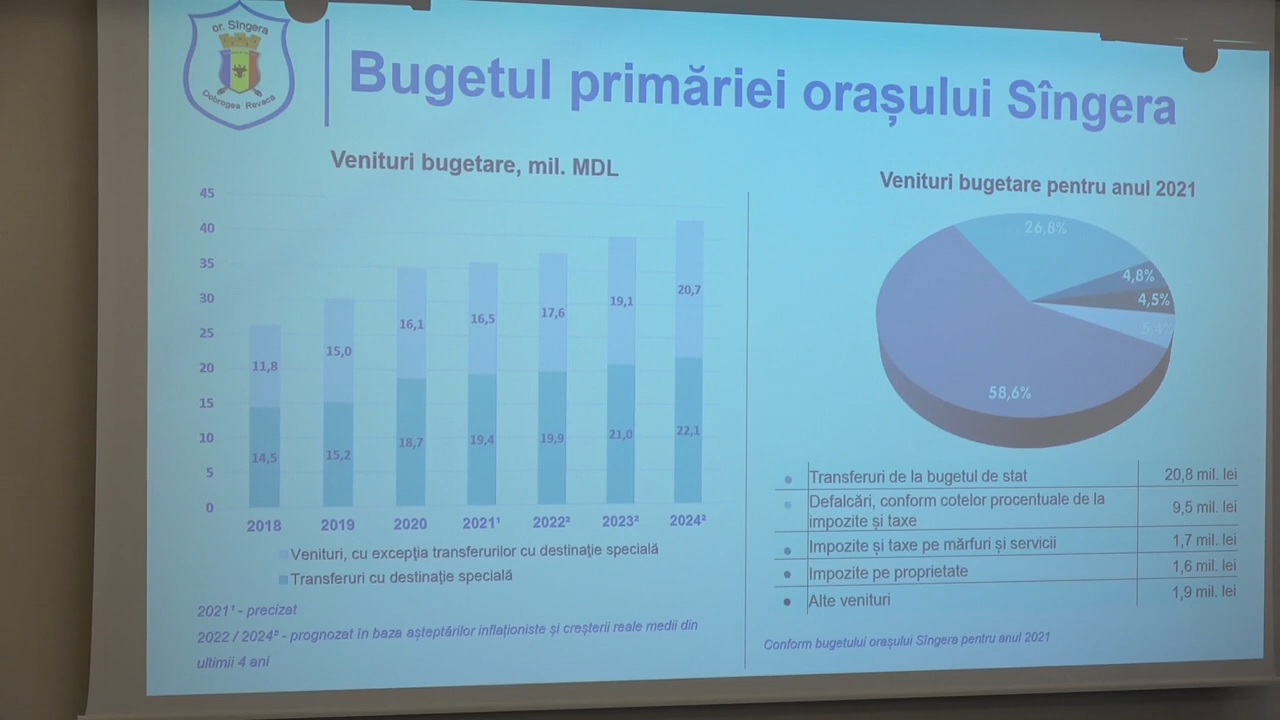 or. Sîngera
Dobrogea Revaca
Bugetul primăriei orașului Sîngera
Venituri bugetare, mil. MDL
45
40
35
30
25
20
15
10
5
0
11,8
15,0
16,1
16,5
17,6
19,1
20,7
14,5
15,2
18,7
19,4
19,9
21,0
22,1
2018
2019
2020
2021¹
2022²
2023²
2024²
Venituri, cu excepţia transferurilor cu destinaţie specială
Transferuri cu destinaţie specială
2021¹ - precizat
2022 / 2024² - prognozat în baza așteptărilor inflaționiste și creșterii reale medii din
ultimii 4 ani
Venituri bugetare pentru anul 2021
26,8%
4,8%
4,5%
5,4%
58,6%
Transferuri de la bugetul de stat 20,8 mil. lei
Defalcări, conform cotelor procentuale de la
impozite și taxe 9,5 mil. lei
Impozite și taxe pe mărfuri și servicii 1,7 mil. lei
Impozite pe proprietate 1,6 mil. lei
Alte venituri 1,9 mil. lei
Conform bugetului orașului Sîngera pentru anul 2021